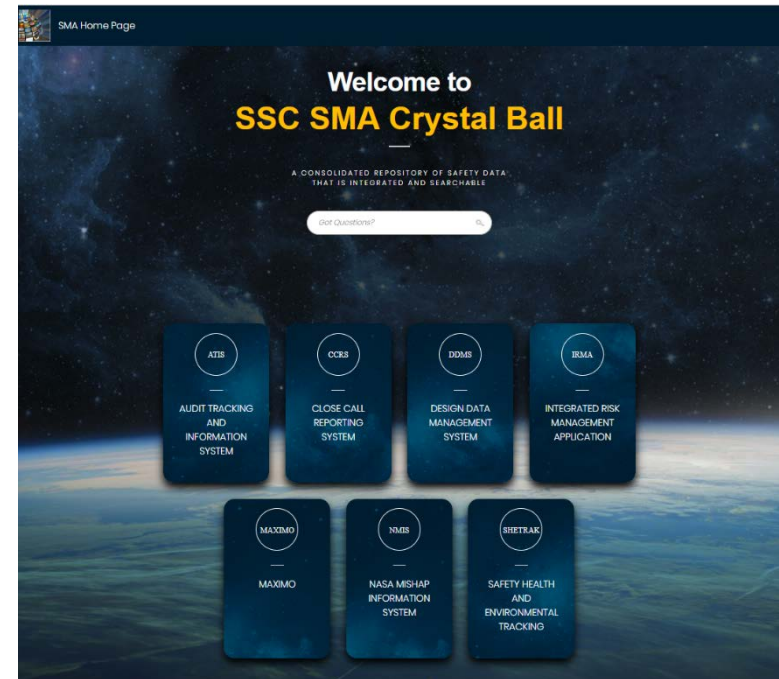 SMA Home Page
Welcome to
SSC SMA Crystal Ball
A CONSOLIDATED REPOSITORY OF SAFETY DATA
THAT IS INTEGRATED AND SEARCHABLE
Got Questions?
ATIS
AUDIT TRACKING
AND
INFORMATION
SYSTEM
CCRS
CLOSE CALL
REPORTING
SYSTEM
DDMS
DESIGN DATA
MANAGEMENT
SYSTEM
IRMA
INTEGRATED RISK
MANAGEMENT
APPLICATION
MAXIMO
MAXIMO
NMIS
NASA MISHAP
INFORMATION
SYSTEM
SHETRAK
SAFETY HEALTH
AND
ENVIRONMENTAL
TRACKING